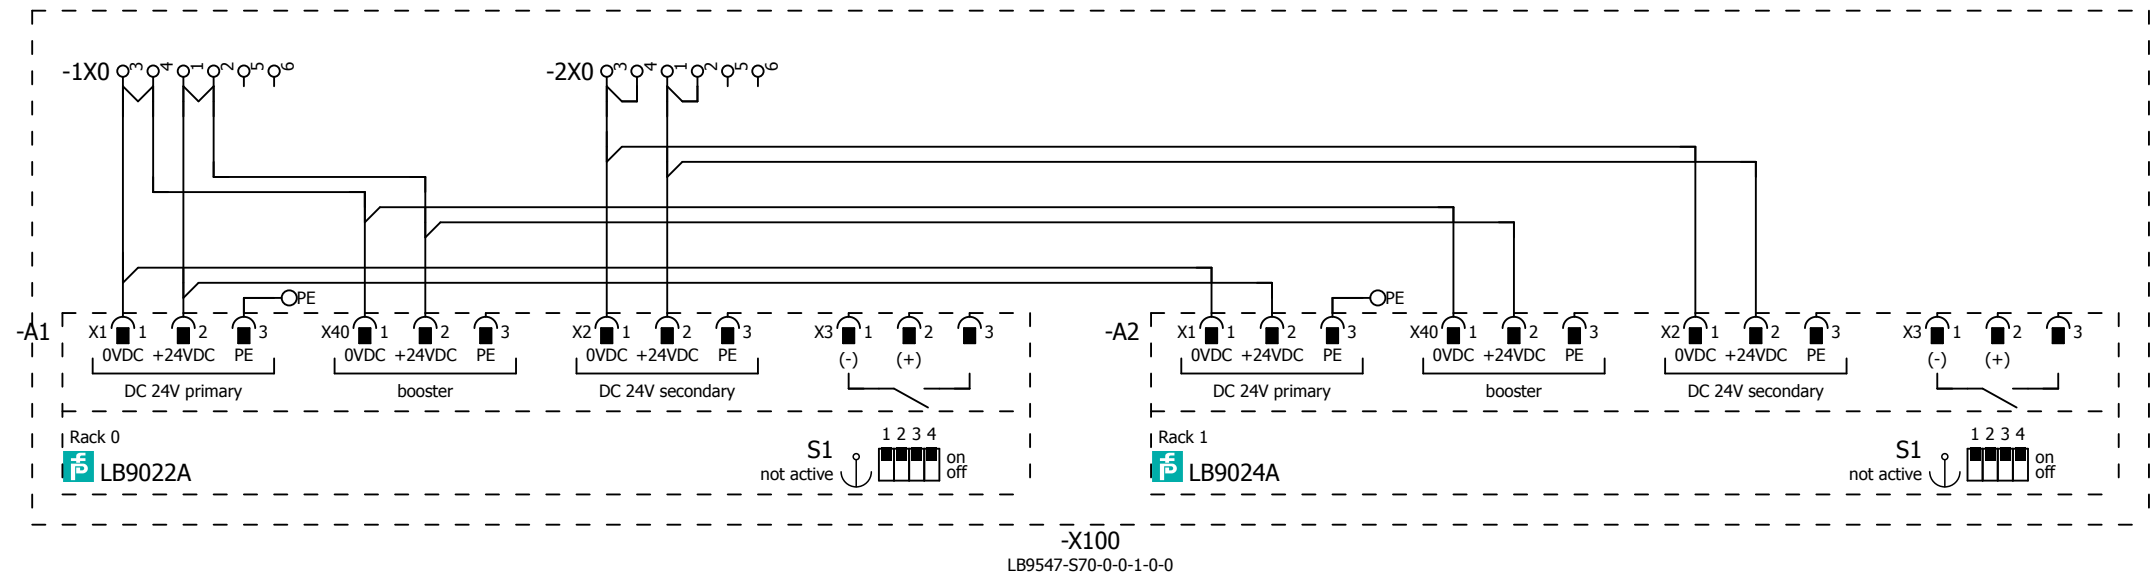 -1X0 3 4 1 2 5 6 -2X0 3 4 1 2 5 6
PE PE
-A1 X1 1 2 3 X40 1 2 3 X2 1 2 3 X3 1 2 3 -A2 X1 1 2 3 X40 1 2 3 X2 1 2 3 X3 1 2 3
0VDC +24VDC PE 0VDC +24VDC PE 0VDC +24VDC PE (-) (+) 0VDC +24VDC PE 0VDC +24VDC PE 0VDC +24VDC PE (-) (+)
DC 24V primary booster DC 24V secondary DC 24V primary booster DC 24V secondary
Rack 0
LB9022A
S1
not active
1 2 3 4
on
off
Rack 1
LB9024A
S1
not active
1 2 3 4
on
off
-X100
LB9547-S70-0-0-1-0-0